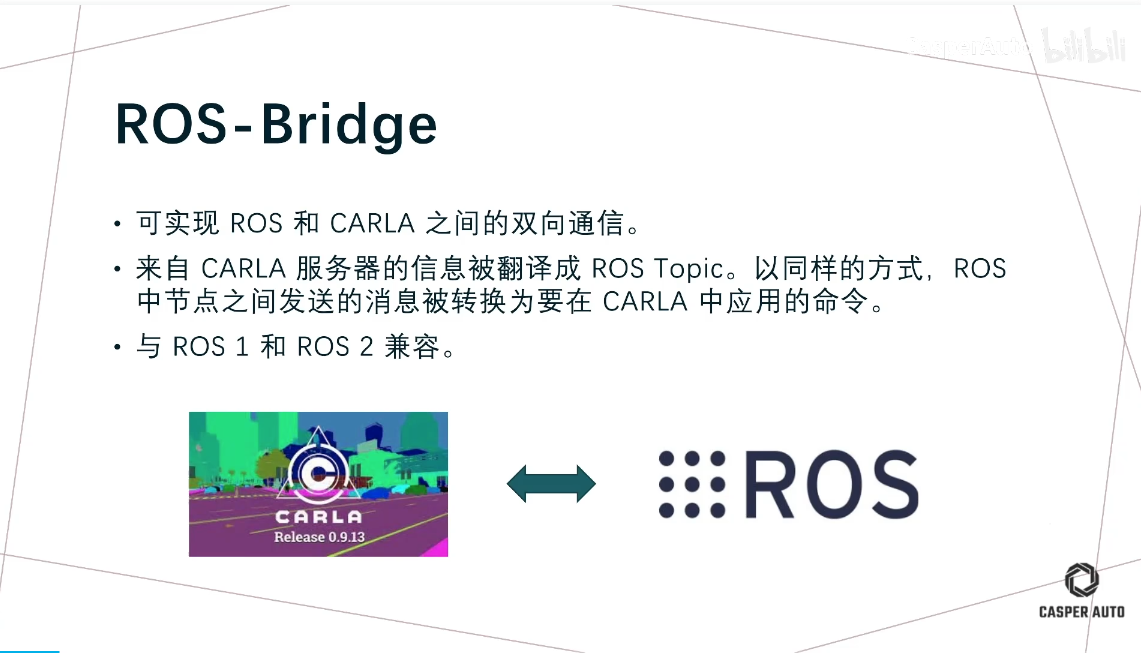 bilibili
ROS-Bridge
• 可实现 ROS 和 CARLA 之间的双向通信。
• 来自 CARLA 服务器的信息被翻译成 ROS Topic。以同样的方式，ROS
中节点之间发送的消息被转换为要在 CARLA 中应用的命令。
• 与 ROS 1 和 ROS 2 兼容。
CARLA
Release 0.9.13
ROS
CASPER AUTO